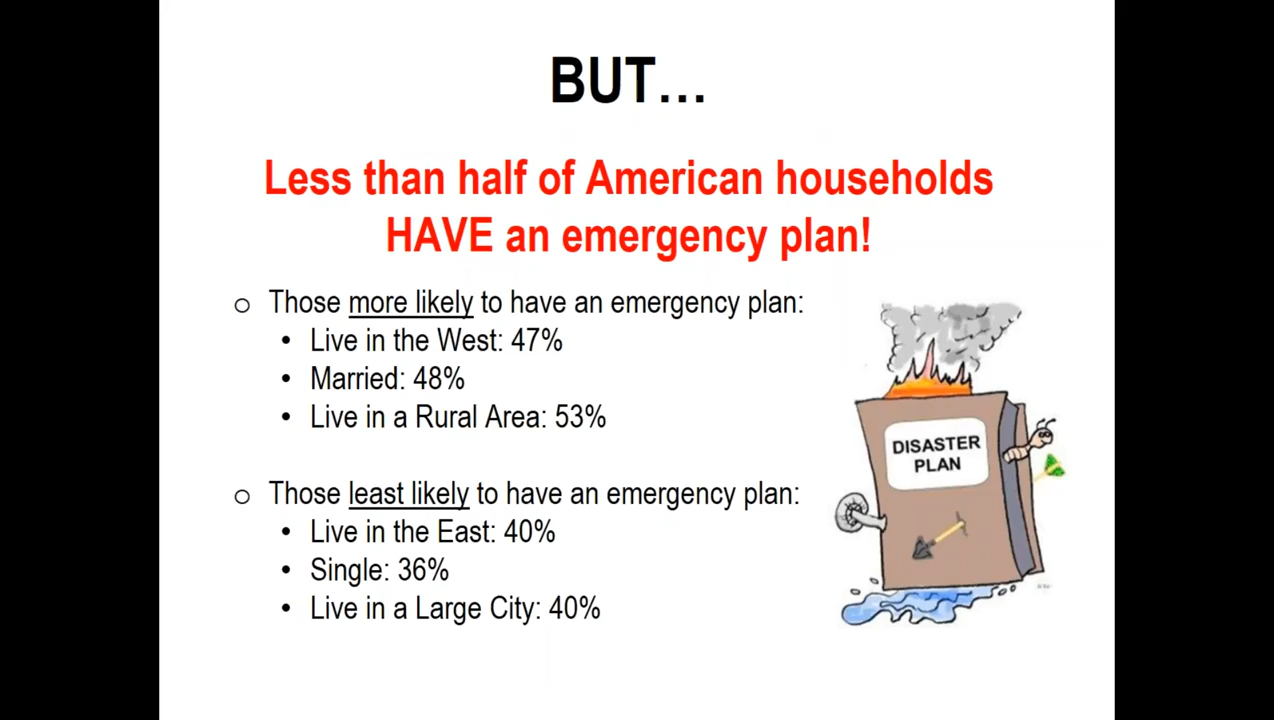 BUT...
Less than half of American households
HAVE an emergency plan!
o Those more likely to have an emergency plan:
• Live in the West: 47%
• Married: 48%
• Live in a Rural Area: 53%
o Those least likely to have an emergency plan:
• Live in the East: 40%
• Single: 36%
• Live in a Large City: 40%
DISASTER
PLAN